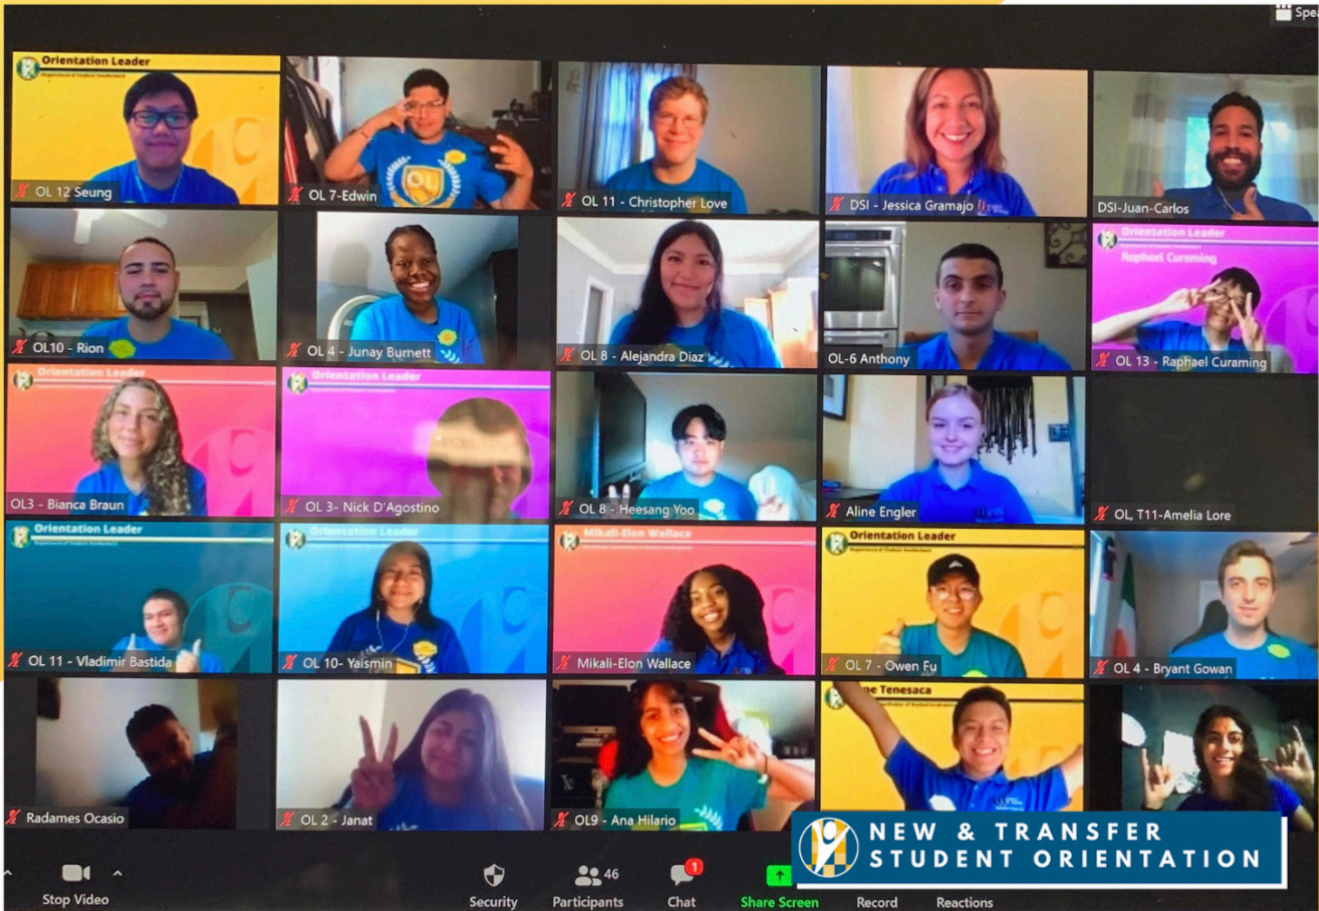 Spea
Orientation Leader
OL 12 Seung
OL
OL 7-Edwin
OL 11 - Christopher Love
DSI - Jessica Gramajo
DSI-Juan-Carlos
OL10 - Rion
OL 4 - Junay Burnett
OL 8 - Alejandra Diaz
OL-6 Anthony
Orientation Leader
Raphael Curaming
OL 13 - Raphael Curaming
Orientation Leader
OL3 - Bianca Braun
Orientation Leader
OL 3- Nick D'Agostino
OL 8 - Heesang Yoo
Aline Engler
OL, T11-Amelia Lore
Orientation Leader
OL 11 - Vladimir Bastida
Orientation Leader
OL 10- Yaismin
Mikali-Elon Wallace
Mikali-Elon Wallace
Orientation Leader
OL 7 - Owen Fu
OL 4 - Bryant Gowan
Radames Ocasio
OL 2 - Janat
OL9 - Ana Hilario
ne Tenesaca
NEW & TRANSFER
STUDENT ORIENTATION
Stop Video
Security
46
Participants
1
Chat
Share Screen
Record
Reactions